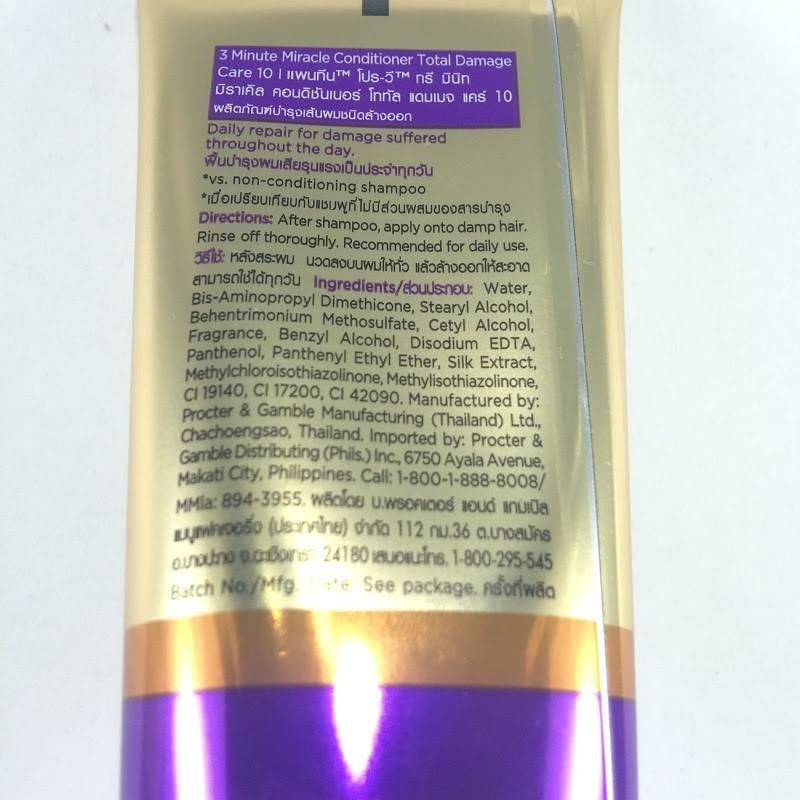 3 Minute Miracle Conditioner Total Damage
Care 10 | แพนทีน™ โปร-วี™ ทรี มินิท
มิราเคิล คอนดิชันเนอร์ โททัล แดมเมจ แคร์ 10
ผลิตภัณฑ์บำรุงเส้นผมชนิดล้างออก
Daily repair for damage suffered
throughout the day.
ฟื้นบำรุงผมเสียรุนแรงเป็นประจำทุกวัน
*vs. non-conditioning shampoo
*เมื่อเปรียบเทียบกับแชมพูที่ไม่มีส่วนผสมของสารบำรุง
Directions: After shampoo, apply onto damp hair.
Rinse off thoroughly. Recommended for daily use.
วิธีใช้: หลังสระผม นวดลงบนผมให้ทั่ว แล้วล้างออกให้สะอาด
สามารถใช้ได้ทุกวัน Ingredients/ส่วนประกอบ: Water,
Bis-Aminopropyl Dimethicone, Stearyl Alcohol,
Behentrimonium Methosulfate, Cetyl Alcohol,
Fragrance, Benzyl Alcohol, Disodium EDTA,
Panthenol, Panthenyl Ethyl Ether, Silk Extract,
Methylchloroisothiazolinone, Methylisothiazolinone,
CI 19140, CI 17200, CI 42090. Manufactured by:
Procter & Gamble Manufacturing (Thailand) Ltd.,
Chachoengsao, Thailand. Imported by: Procter &
Gamble Distributing (Phils.) Inc., 6750 Ayala Avenue,
Makati City, Philippines. Call: 1-800-1-888-8008/
MMla: 894-3955. ผลิตโดย บ.พรอคเตอร์ แอนด์ แกมเบิล
แมนูแฟคเจอริ่ง (ประเทศไทย) จำกัด 112 กม.36 ต.บางสมัคร
อ.บางปะกง จ.ฉะเชิงเทรา 24180 เสนอแนะโทร. 1-800-295-545
Batch No./Mfg. Date: See package. ครั้งที่ผลิต